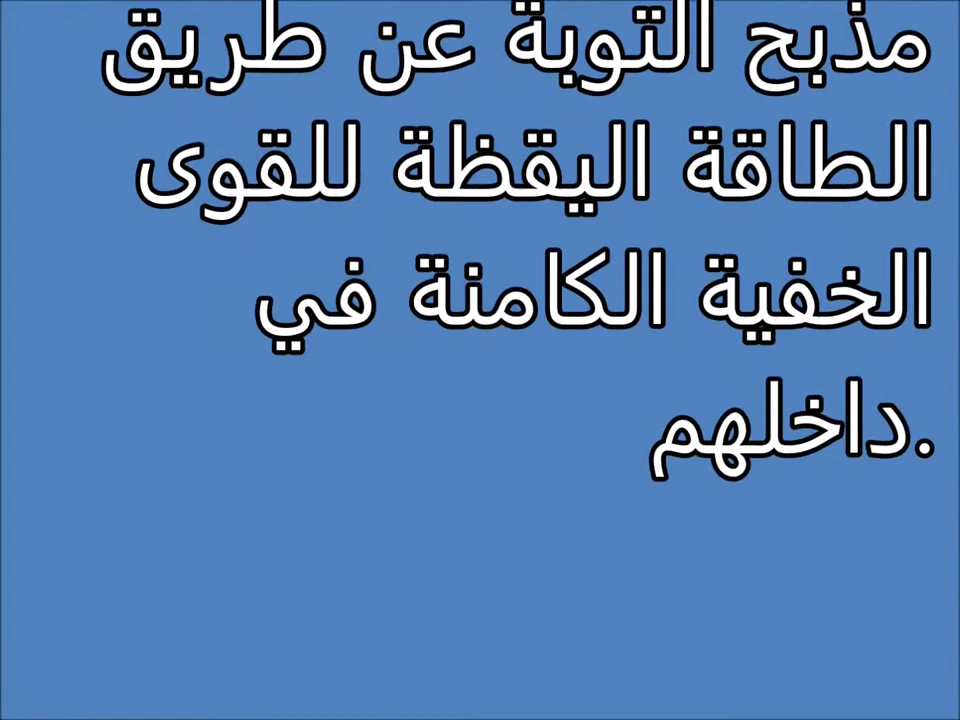 مذبح التوبة عن طريق
الطاقة اليقظة للقوى
الخفية الكامنة في
.داخلهم